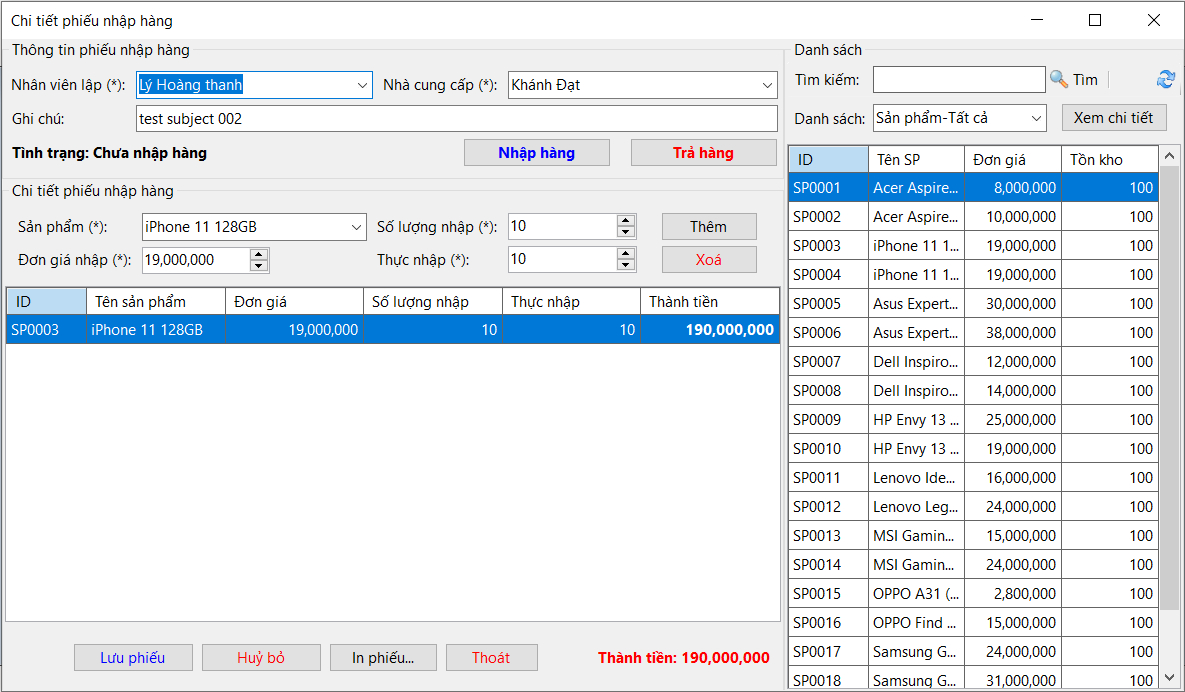 Chi tiết phiếu nhập hàng
Thông tin phiếu nhập hàng
Nhân viên lập (*): Lý Hoàng thanh Nhà cung cấp (*): Khánh Đạt
Ghi chú: test subject 002
Tình trạng: Chưa nhập hàng Nhập hàng Trả hàng
Chi tiết phiếu nhập hàng
Sản phẩm (*): iPhone 11 128GB Số lượng nhập (*): 10 Thêm
Đơn giá nhập (*): 19,000,000 Thực nhập (*): 10 Xoá
ID Tên sản phẩm Đơn giá Số lượng nhập Thực nhập Thành tiền
SP0003 iPhone 11 128GB 19,000,000 10 10 190,000,000
Lưu phiếu Huỷ bỏ In phiếu... Thoát Thành tiền: 190,000,000
Danh sách
Tìm kiếm: Tìm
Danh sách: Sản phẩm-Tất cả Xem chi tiết
ID Tên SP Đơn giá Tồn kho
SP0001 Acer Aspire... 8,000,000 100
SP0002 Acer Aspire... 10,000,000 100
SP0003 iPhone 11 1... 19,000,000 100
SP0004 iPhone 11 1... 19,000,000 100
SP0005 Asus Expert... 30,000,000 100
SP0006 Asus Expert... 38,000,000 100
SP0007 Dell Inspiro... 12,000,000 100
SP0008 Dell Inspiro... 14,000,000 100
SP0009 HP Envy 13 ... 25,000,000 100
SP0010 HP Envy 13 ... 19,000,000 100
SP0011 Lenovo Ide... 16,000,000 100
SP0012 Lenovo Leg... 24,000,000 100
SP0013 MSI Gamin... 15,000,000 100
SP0014 MSI Gamin... 24,000,000 100
SP0015 OPPO A31 (... 2,800,000 100
SP0016 OPPO Find ... 15,000,000 100
SP0017 Samsung G... 24,000,000 100
SP0018 Samsung G... 31,000,000 100